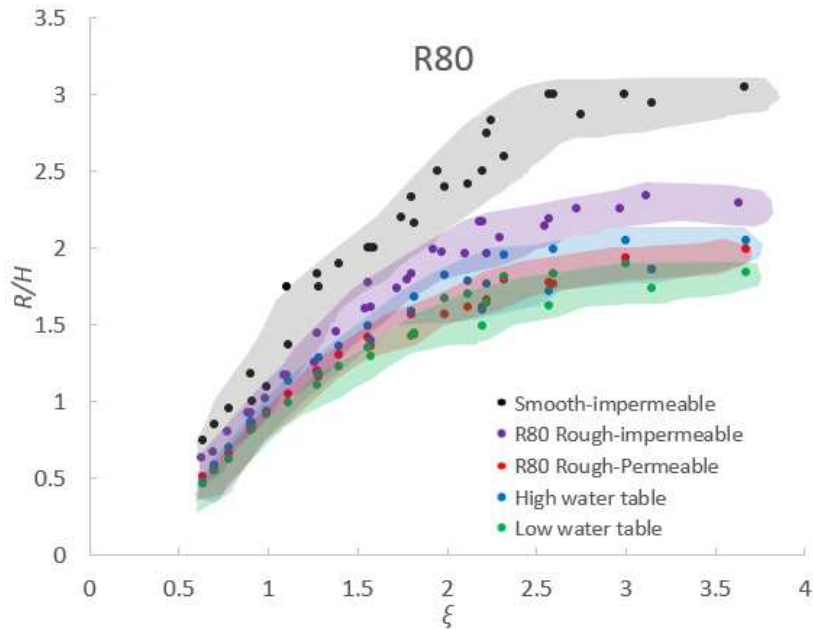 R80
3.5
3
2.5
2
1.5
1
0.5
0
R/H
0 0.5 1 1.5 2 2.5 3 3.5 4
ξ
Smooth-impermeable
R80 Rough-impermeable
R80 Rough-Permeable
High water table
Low water table